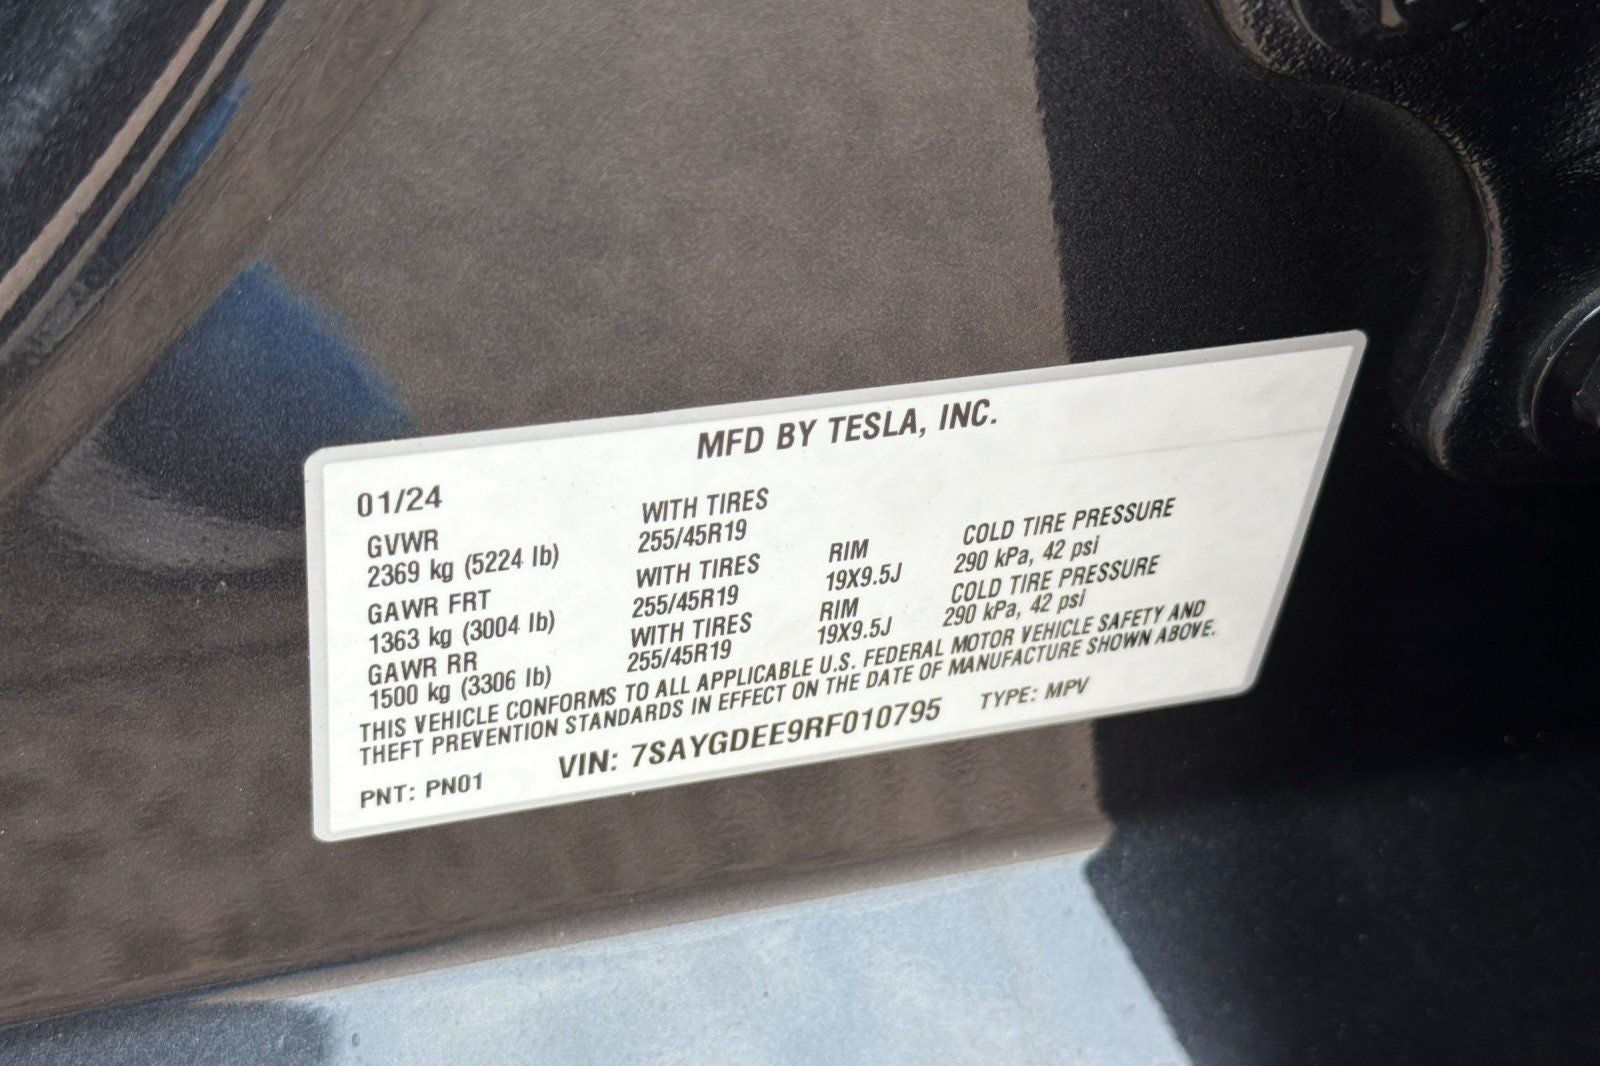 MFD BY TESLA, INC.
01/24
GVWR
2369 kg (5224 lb)
WITH TIRES
255/45R19
GAWR FRT
1363 kg (3004 lb)
WITH TIRES
255/45R19
RIM
19X9.5J
COLD TIRE PRESSURE
290 kPa, 42 psi
GAWR RR
1500 kg (3306 lb)
WITH TIRES
255/45R19
RIM
19X9.5J
COLD TIRE PRESSURE
290 kPa, 42 psi
THIS VEHICLE CONFORMS TO ALL APPLICABLE U.S. FEDERAL MOTOR VEHICLE SAFETY AND
THEFT PREVENTION STANDARDS IN EFFECT ON THE DATE OF MANUFACTURE SHOWN ABOVE.
PNT: PN01 VIN: 7SAYGDEE9RF010795 TYPE: MPV